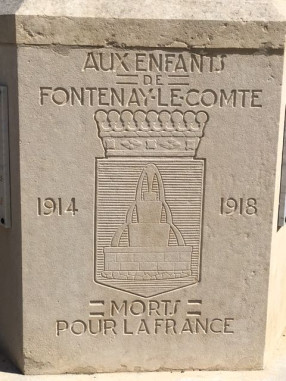 AUX ENFANTS
DE
FONTENAY-LE-COMTE
1914 1918
MORTS
POUR LA FRANCE